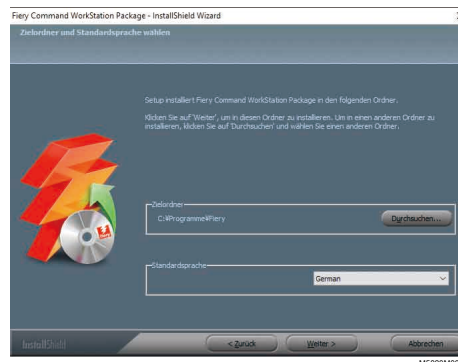 Fiery Command WorkStation Package - InstallShield Wizard
Zielordner und Standardsprache wählen
Setup installiert Fiery Command WorkStation Package in den folgenden Ordner.
Klicken Sie auf 'Weiter', um in diesen Ordner zu installieren. Um in einen anderen Ordner zu
installieren, klicken Sie auf 'Durchsuchen' und wählen Sie einen anderen Ordner.
Zielordner
C:¥Programme¥Fiery
Durchsuchen...
Standardsprache
German
InstallShield
< Zurück
Weiter >
Abbrechen